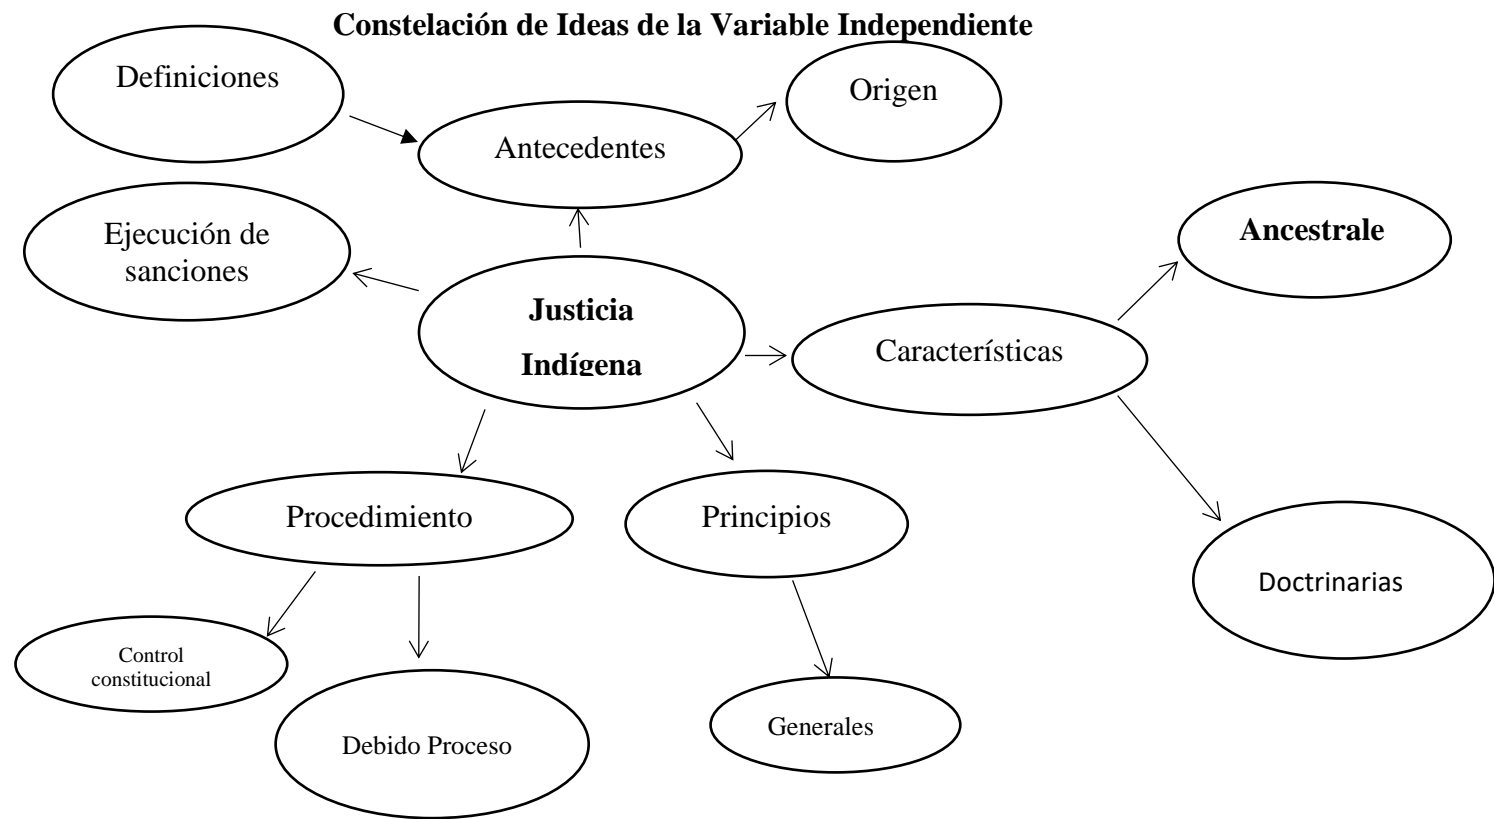 Constelación de Ideas de la Variable Independiente
Definiciones
Origen
Antecedentes
Ejecución de
sanciones
Ancestrale
Justicia
Indígena
Características
Procedimiento
Principios
Doctrinarias
Control
constitucional
Debido Proceso
Generales